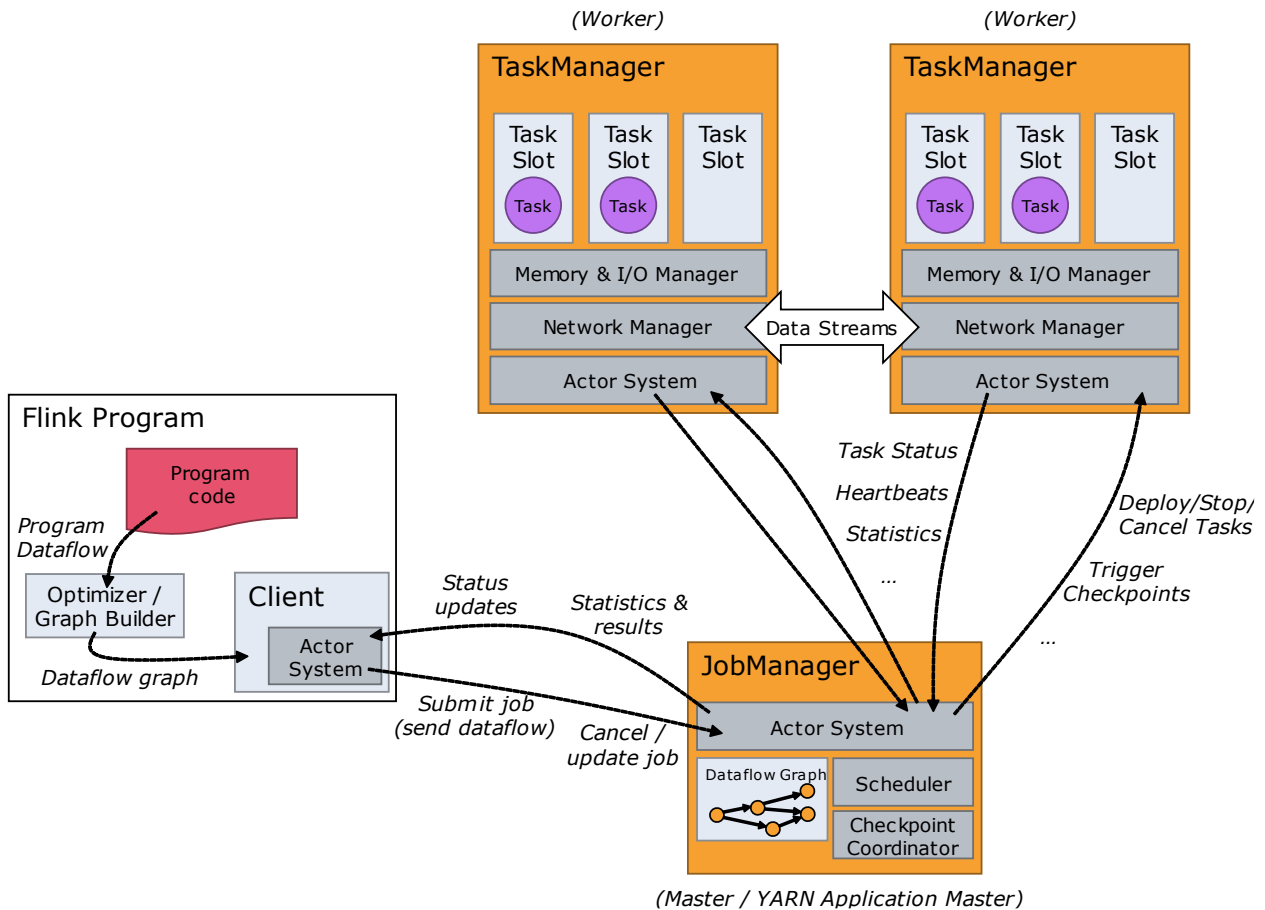 (Worker)
(Worker)
TaskManager
Task
Slot
Task
Task
Slot
Task
Task
Slot
Memory & I/O Manager
Network Manager
Actor System
Data Streams
TaskManager
Task
Slot
Task
Task
Slot
Task
Task
Slot
Memory & I/O Manager
Network Manager
Actor System
Flink Program
Program
code
Program
Dataflow
Optimizer /
Graph Builder
Dataflow graph
Client
Actor
System
Status
updates
Statistics &
results
Submit job
(send dataflow)
Cancel /
update job
Task Status
Heartbeats
Statistics
...
Deploy/Stop/
Cancel Tasks
Trigger
Checkpoints
...
JobManager
Actor System
Dataflow Graph
Scheduler
Checkpoint
Coordinator
(Master / YARN Application Master)